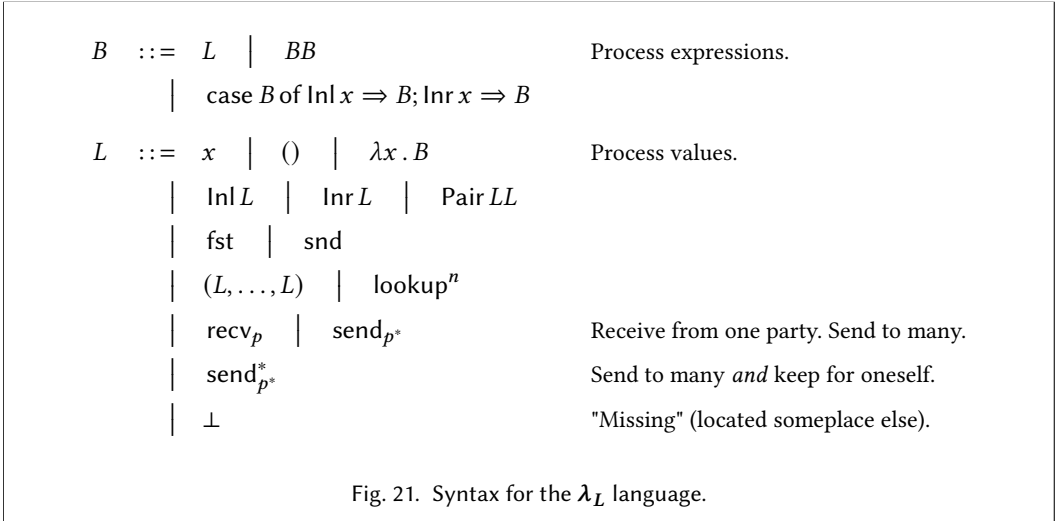 B ::= L | BB Process expressions.
| case B of Inl x ⇒ B; Inr x ⇒ B
L ::= x | () | λx . B Process values.
| Inl L | Inr L | Pair LL
| fst | snd
| (L, . . . , L) | lookupⁿ
| recv_p | send_{p*} Receive from one party. Send to many.
| send*_{p*} Send to many and keep for oneself.
| ⊥ "Missing" (located someplace else).
Fig. 21. Syntax for the λ_L language.